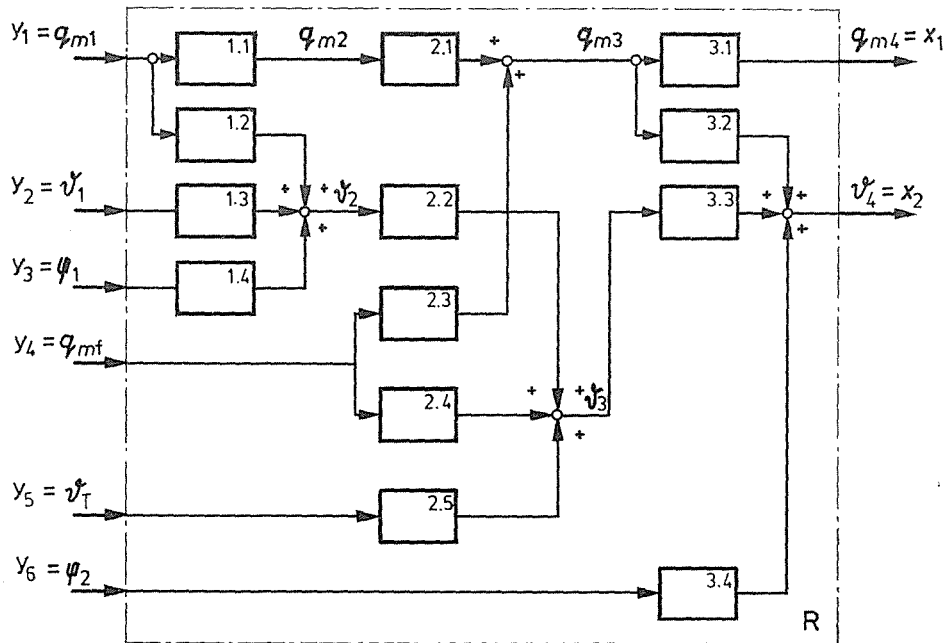 y₁ = qₘ₁
1.1
qₘ₂
2.1
+
+
qₘ₃
3.1
qₘ₄ = x₁
1.2
3.2
y₂ = ϑ₁
1.3
+
+
+
ϑ₂
2.2
3.3
+
+
+
ϑ₄ = x₂
y₃ = φ₁
1.4
2.3
y₄ = qₘf
2.4
+
+
+
ϑ₃
y₅ = ϑ_T
2.5
y₆ = φ₂
3.4
R